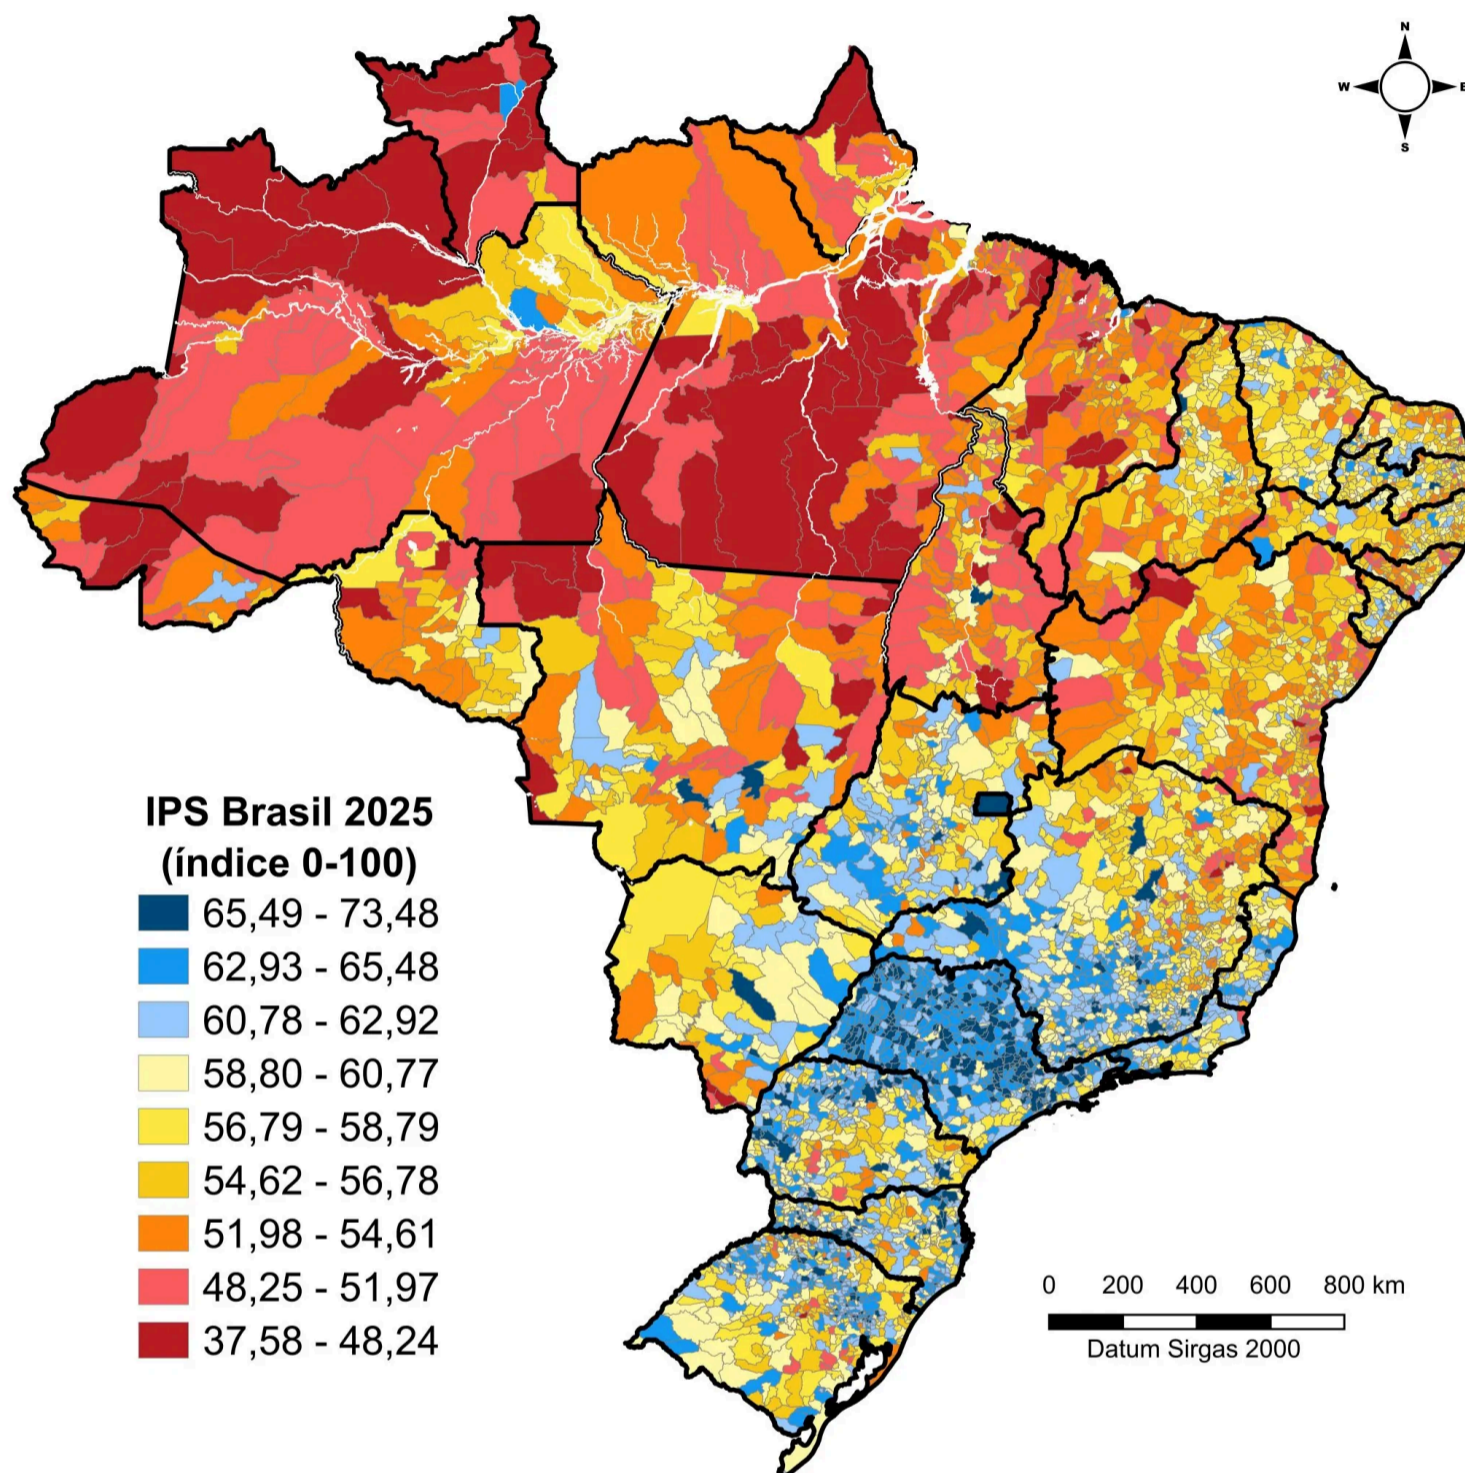 N
W
E
S
IPS Brasil 2025
(índice 0-100)
65,49 - 73,48
62,93 - 65,48
60,78 - 62,92
58,80 - 60,77
56,79 - 58,79
54,62 - 56,78
51,98 - 54,61
48,25 - 51,97
37,58 - 48,24
0 200 400 600 800 km
Datum Sirgas 2000